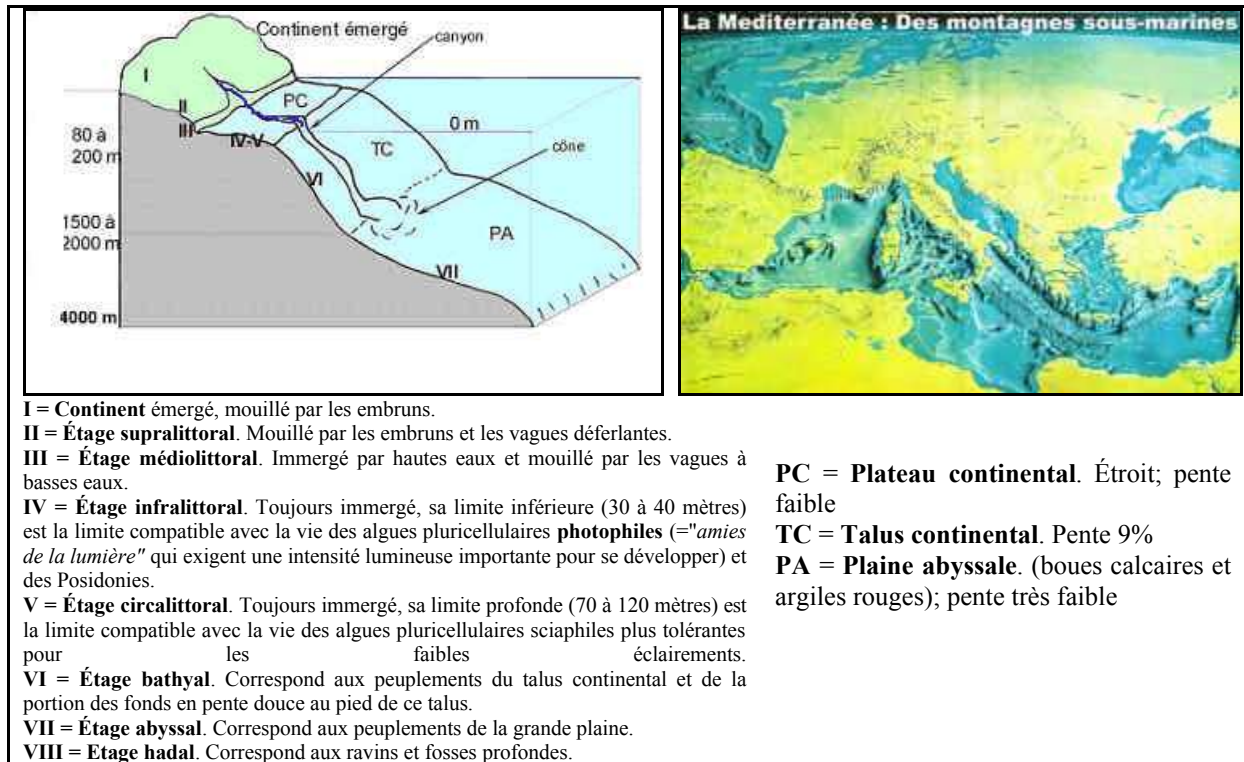 Continent émergé
canyon
I
II
III
PC
IV-V
0 m
80 à
200 m
TC
cône
VI
1500 à
2000 m
PA
VII
4000 m
La Mediterranée : Des montagnes sous-marines
I = Continent émergé, mouillé par les embruns.
II = Étage supralittoral. Mouillé par les embruns et les vagues déferlantes.
III = Étage médiolittoral. Immergé par hautes eaux et mouillé par les vagues à
basses eaux.
IV = Étage infralittoral. Toujours immergé, sa limite inférieure (30 à 40 mètres)
est la limite compatible avec la vie des algues pluricellulaires photophiles (="amies
de la lumière" qui exigent une intensité lumineuse importante pour se développer) et
des Posidonies.
V = Étage circalittoral. Toujours immergé, sa limite profonde (70 à 120 mètres) est
la limite compatible avec la vie des algues pluricellulaires sciaphiles plus tolérantes
pour les faibles éclairements.
VI = Étage bathyal. Correspond aux peuplements du talus continental et de la
portion des fonds en pente douce au pied de ce talus.
VII = Étage abyssal. Correspond aux peuplements de la grande plaine.
VIII = Etage hadal. Correspond aux ravins et fosses profondes.
PC = Plateau continental. Étroit; pente
faible
TC = Talus continental. Pente 9%
PA = Plaine abyssale. (boues calcaires et
argiles rouges); pente très faible